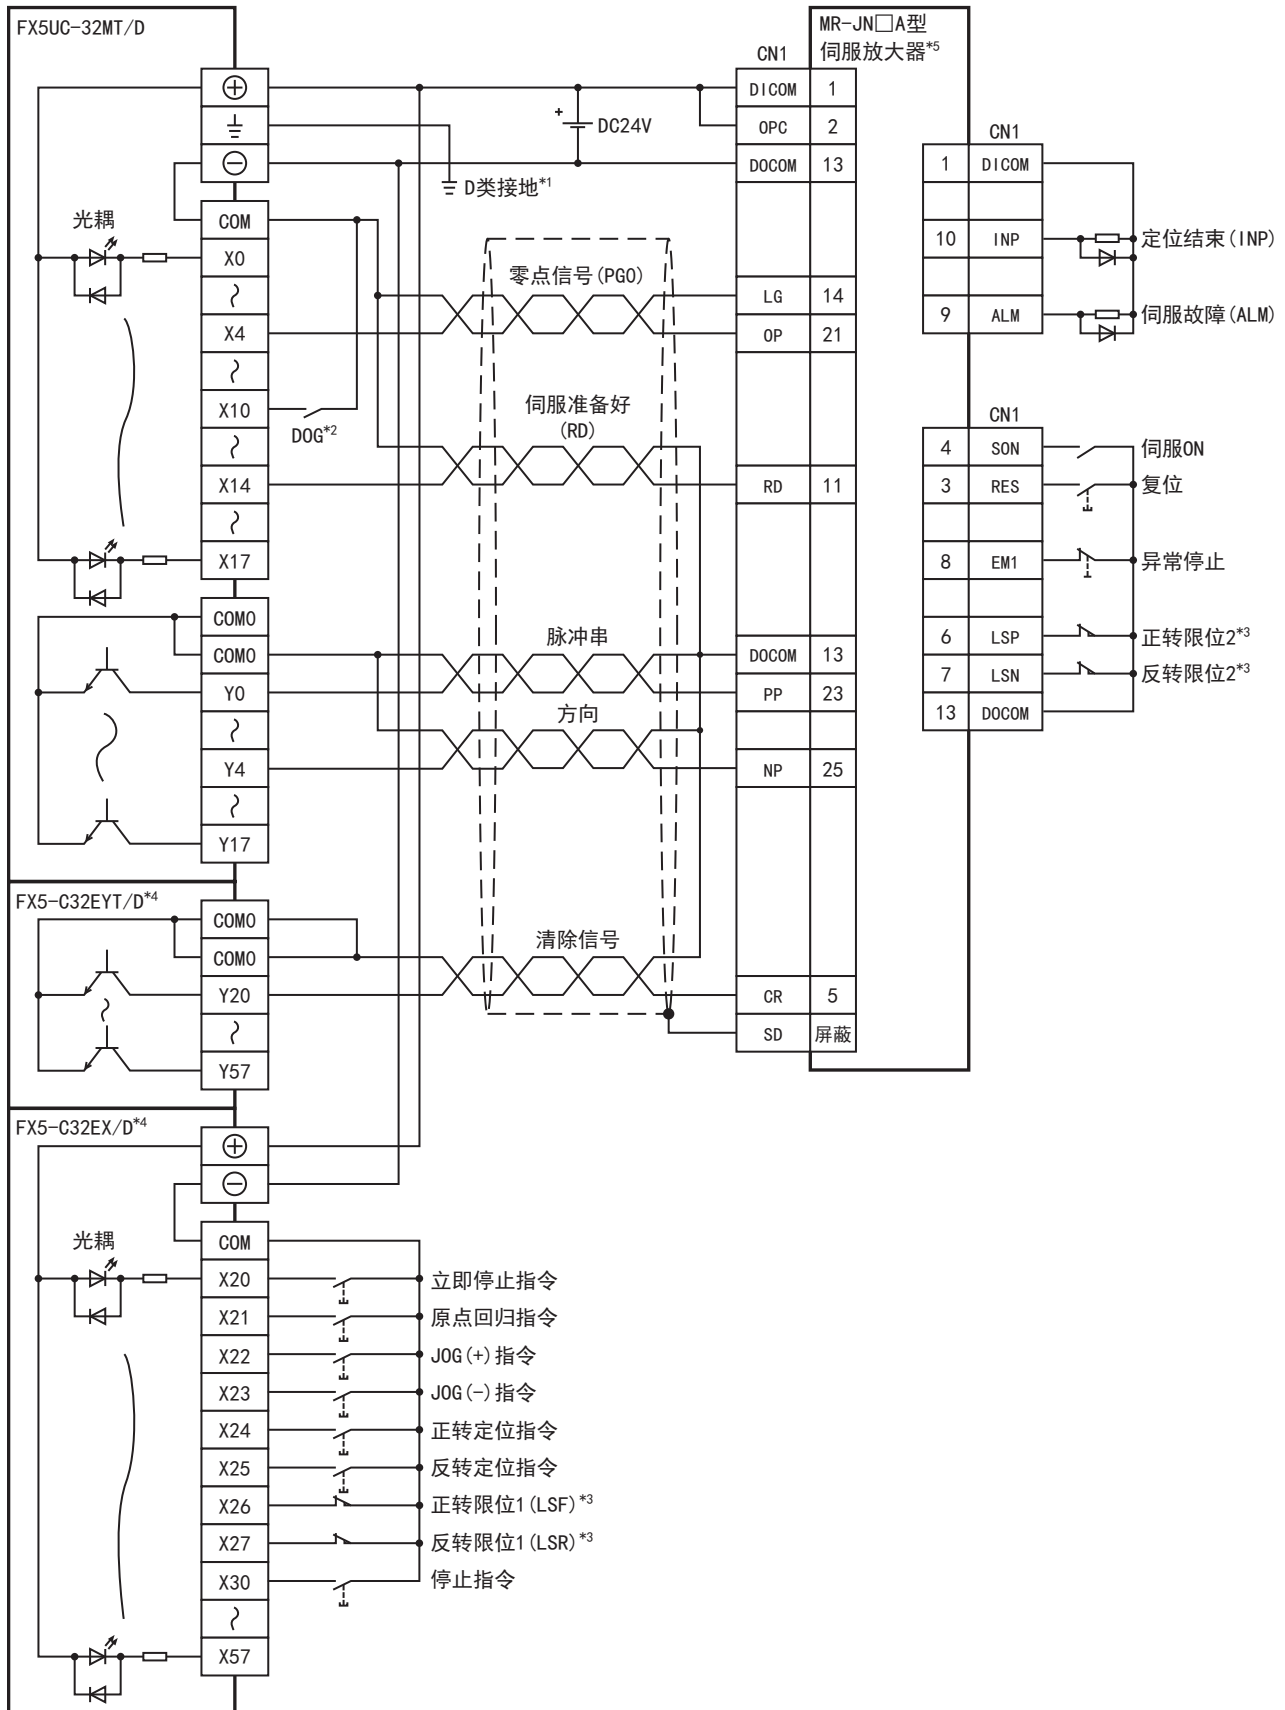 FX5UC-32MT/D
MR-JN□A型
伺服放大器*5
CN1
DICOM 1
OPC 2
DC24V
DOCOM 13
D类接地*1
CN1
1 DICOM
10 INP 定位结束(INP)
9 ALM 伺服故障(ALM)
光耦
COM
X0
零点信号(PG0)
LG 14
X4
OP 21
X10
DOG*2
伺服准备好
(RD)
X14
RD 11
X17
CN1
4 SON 伺服ON
3 RES 复位
8 EM1 异常停止
6 LSP 正转限位2*3
7 LSN 反转限位2*3
13 DOCOM
COM0
脉冲串
COM0
DOCOM 13
Y0
PP 23
方向
Y4
NP 25
Y17
FX5-C32EYT/D*4
COM0
清除信号
COM0
Y20
CR 5
SD 屏蔽
Y57
FX5-C32EX/D*4
光耦
COM
X20 立即停止指令
X21 原点回归指令
X22 JOG(+)指令
X23 JOG(-)指令
X24 正转定位指令
X25 反转定位指令
X26 正转限位1(LSF)*3
X27 反转限位1(LSR)*3
X30 停止指令
X57